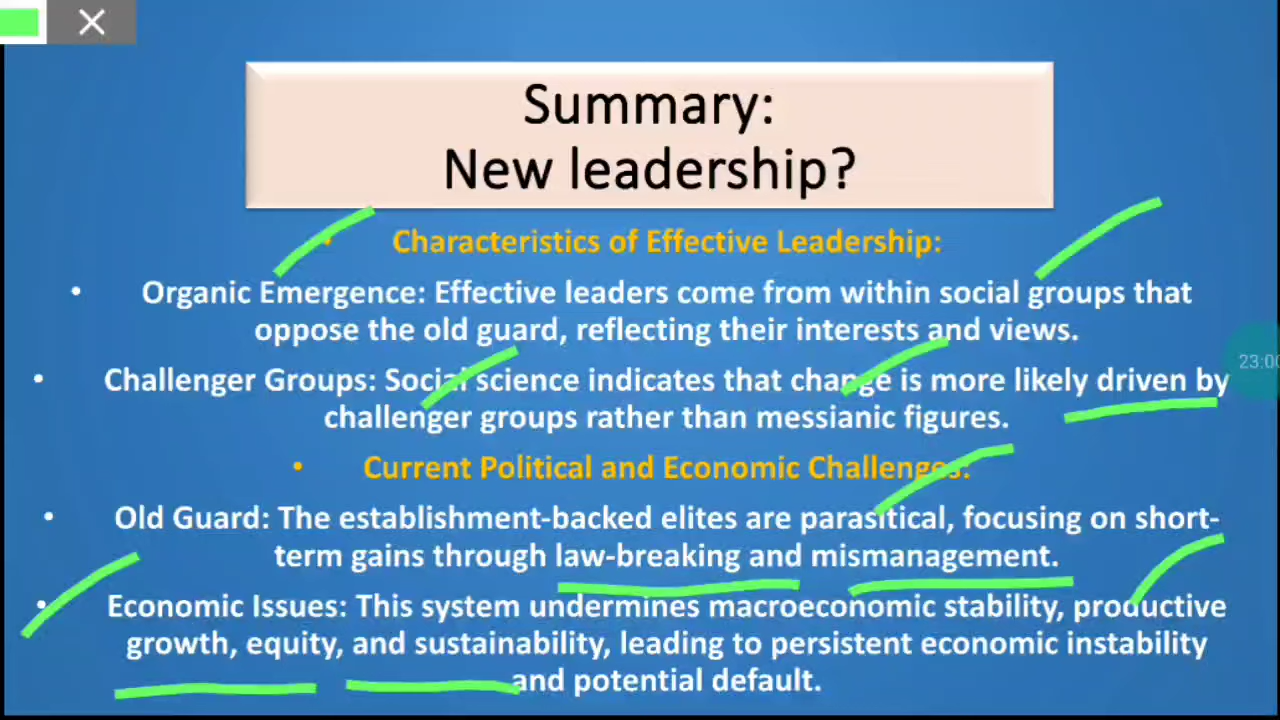 Summary:
New leadership?
• Characteristics of Effective Leadership:
• Organic Emergence: Effective leaders come from within social groups that
oppose the old guard, reflecting their interests and views.
• Challenger Groups: Social science indicates that change is more likely driven by
challenger groups rather than messianic figures.
23:00
• Current Political and Economic Challenges:
• Old Guard: The establishment-backed elites are parasitical, focusing on short-
term gains through law-breaking and mismanagement.
• Economic Issues: This system undermines macroeconomic stability, productive
growth, equity, and sustainability, leading to persistent economic instability
and potential default.